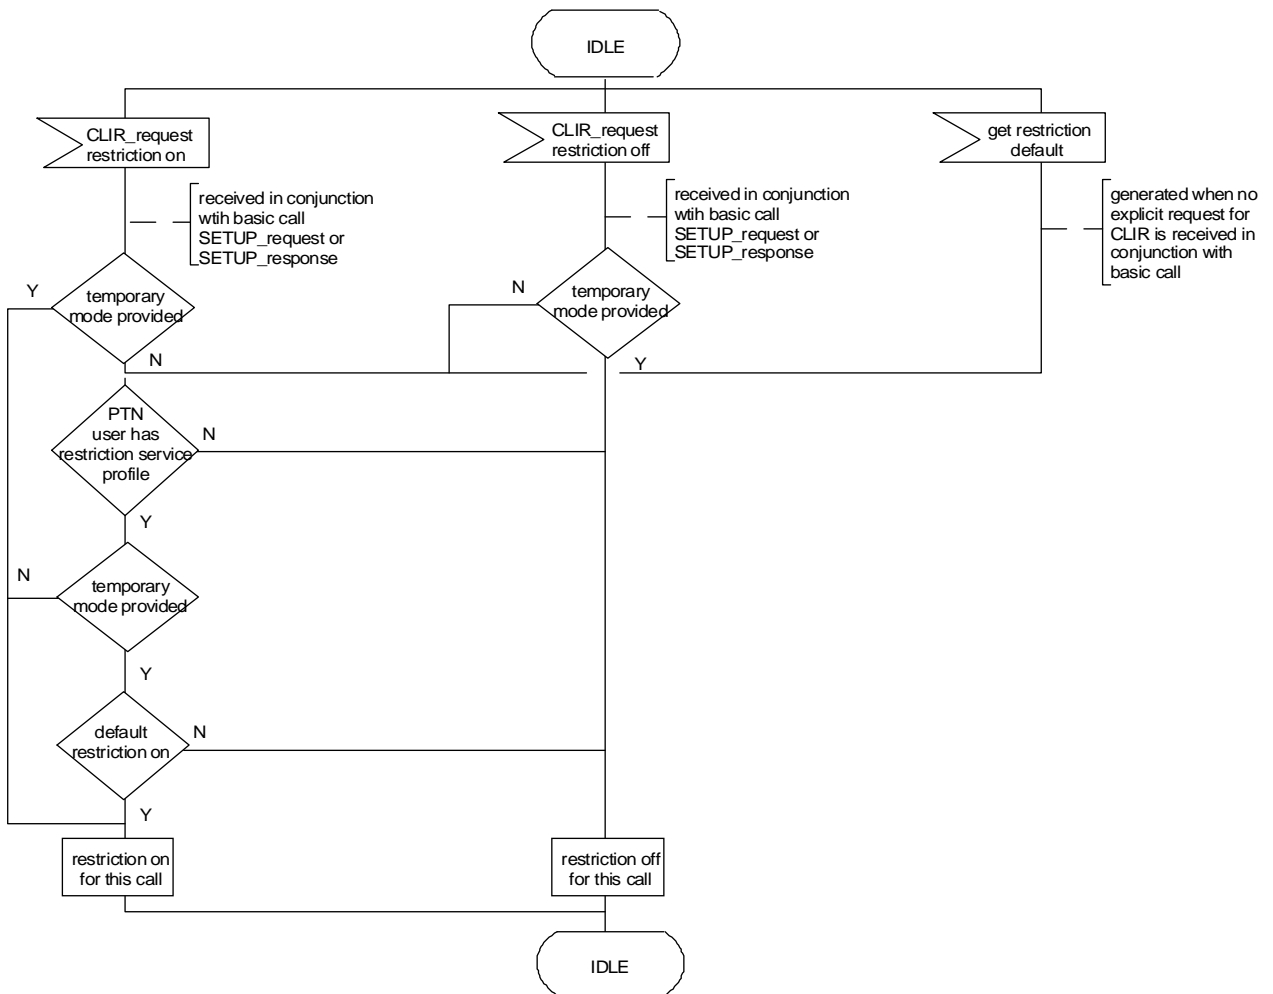 IDLE
CLIR_request
restriction on
CLIR_request
restriction off
get restriction
default
received in conjunction
wtih basic call
SETUP_request or
SETUP_response
received in conjunction
wtih basic call
SETUP_request or
SETUP_response
generated when no
explicit request for
CLIR is received in
conjunction with
basic call
Y
temporary
mode provided
N
N
temporary
mode provided
Y
PTN
user has
restriction service
profile
N
Y
N
temporary
mode provided
Y
default
restriction on
N
Y
restriction on
for this call
restriction off
for this call
IDLE